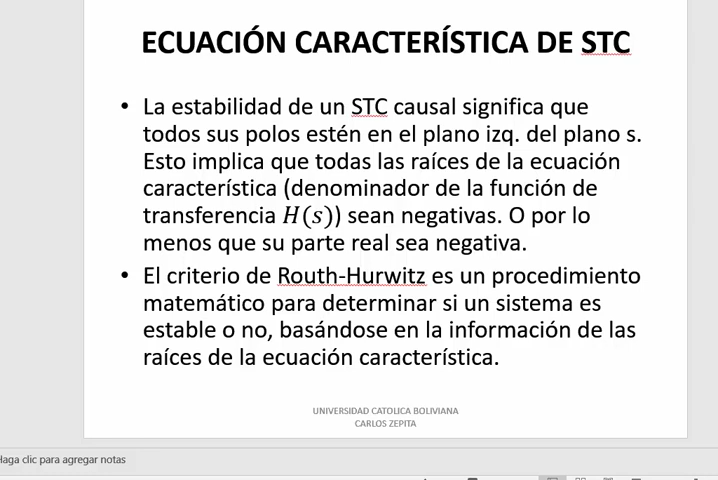 ECUACIÓN CARACTERÍSTICA DE STC
• La estabilidad de un STC causal significa que
todos sus polos estén en el plano izq. del plano s.
Esto implica que todas las raíces de la ecuación
característica (denominador de la función de
transferencia H(s)) sean negativas. O por lo
menos que su parte real sea negativa.
• El criterio de Routh-Hurwitz es un procedimiento
matemático para determinar si un sistema es
estable o no, basándose en la información de las
raíces de la ecuación característica.
UNIVERSIDAD CATOLICA BOLIVIANA
CARLOS ZEPITA
Haga clic para agregar notas